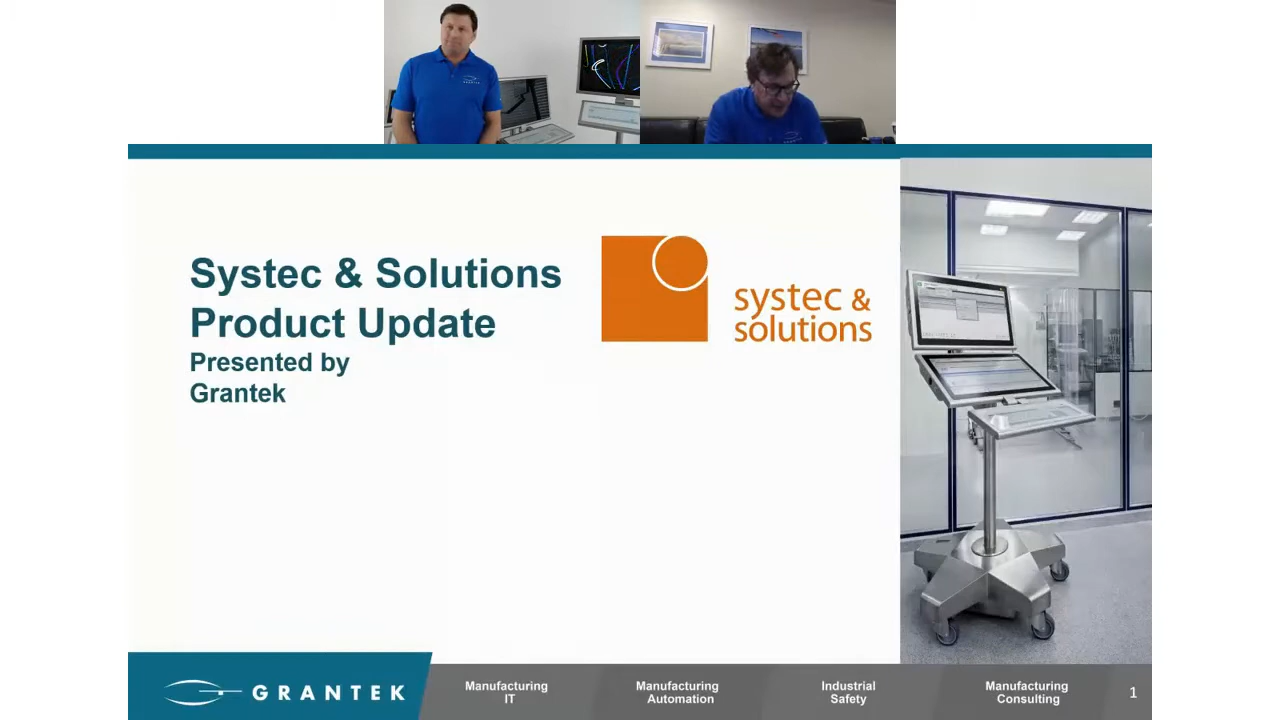 GRANTEK
Systec & Solutions
Product Update
Presented by
Grantek
systec &
solutions
GRANTEK
Manufacturing
IT
Manufacturing
Automation
Industrial
Safety
Manufacturing
Consulting
1